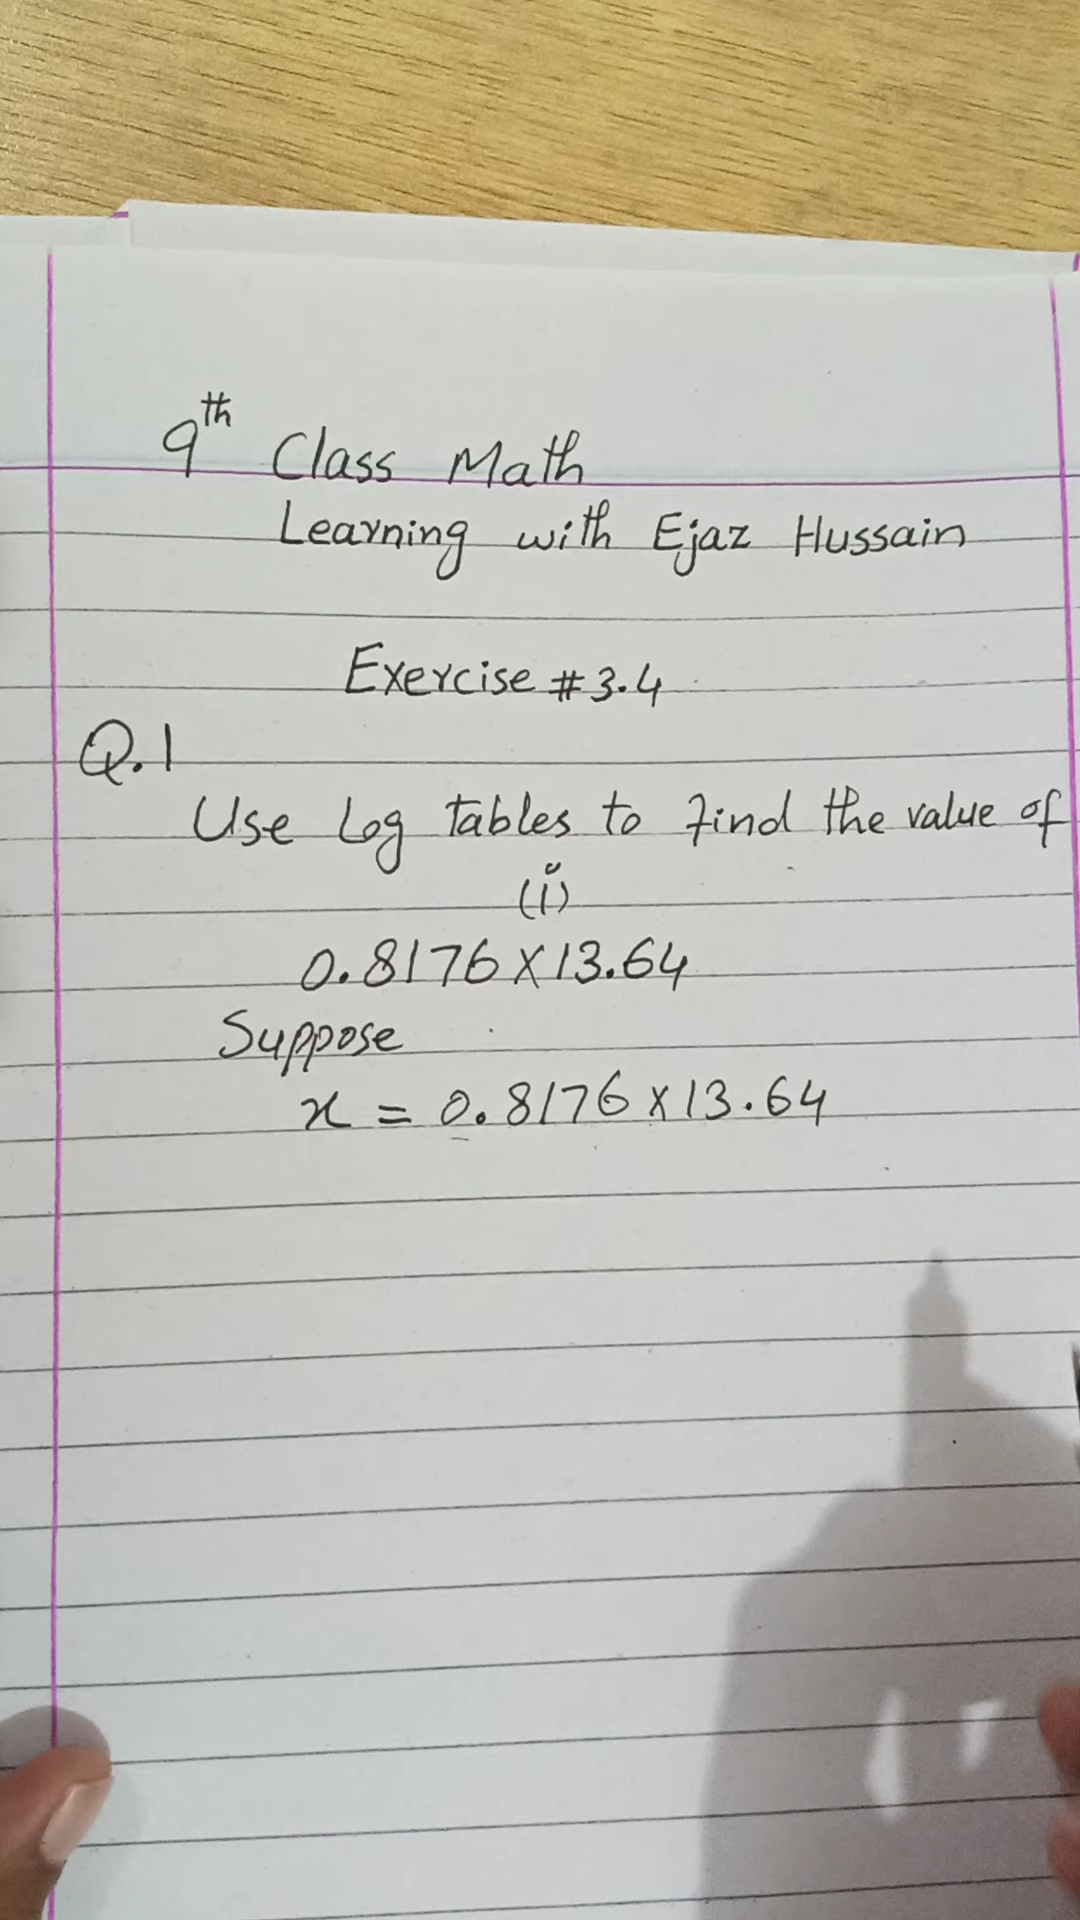 9th Class Math
Learning with Ejaz Hussain
Exercise # 3.4
Q.1
Use Log tables to find the value of
(i)
0.8176 × 13.64
Suppose
x = 0.8176 × 13.64